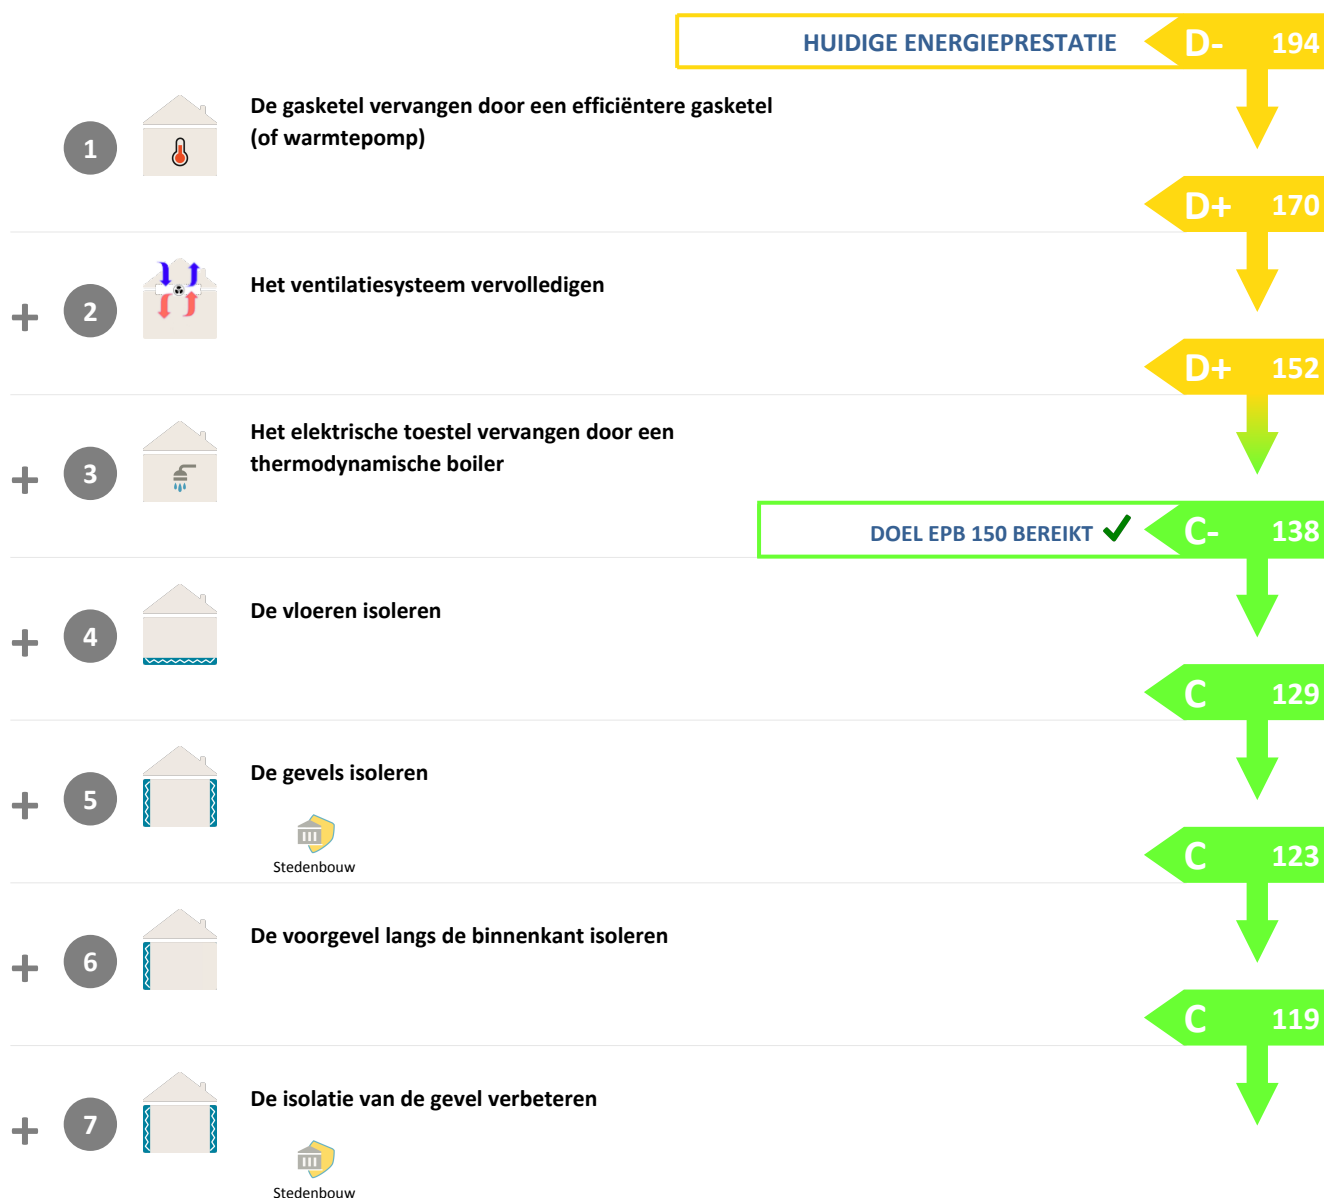 HUIDIGE ENERGIEPRESTATIE D- 194
De gasketel vervangen door een efficiëntere gasketel
(of warmtepomp)
1
D+ 170
Het ventilatiesysteem vervolledigen
+ 2
D+ 152
Het elektrische toestel vervangen door een
thermodynamische boiler
+ 3
DOEL EPB 150 BEREIKT C- 138
De vloeren isoleren
+ 4
C 129
De gevels isoleren
+ 5
Stedenbouw
C 123
De voorgevel langs de binnenkant isoleren
+ 6
C 119
De isolatie van de gevel verbeteren
+ 7
Stedenbouw